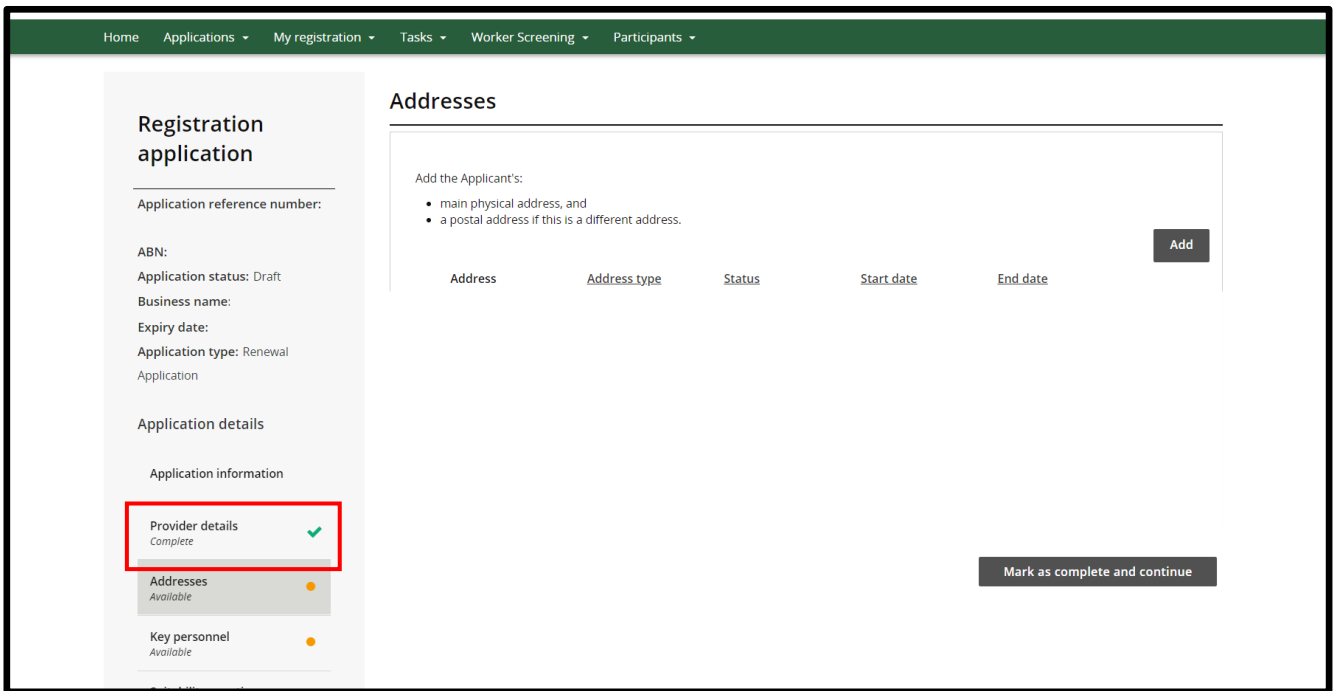 Home Applications My registration Tasks Worker Screening Participants
Registration
application
Application reference number:
ABN:
Application status: Draft
Business name:
Expiry date:
Application type: Renewal
Application
Application details
Application information
Provider details
Complete
Addresses
Available
Key personnel
Available
Addresses
Add the Applicant's:
• main physical address, and
• a postal address if this is a different address.
Add
Address Address type Status Start date End date
Mark as complete and continue